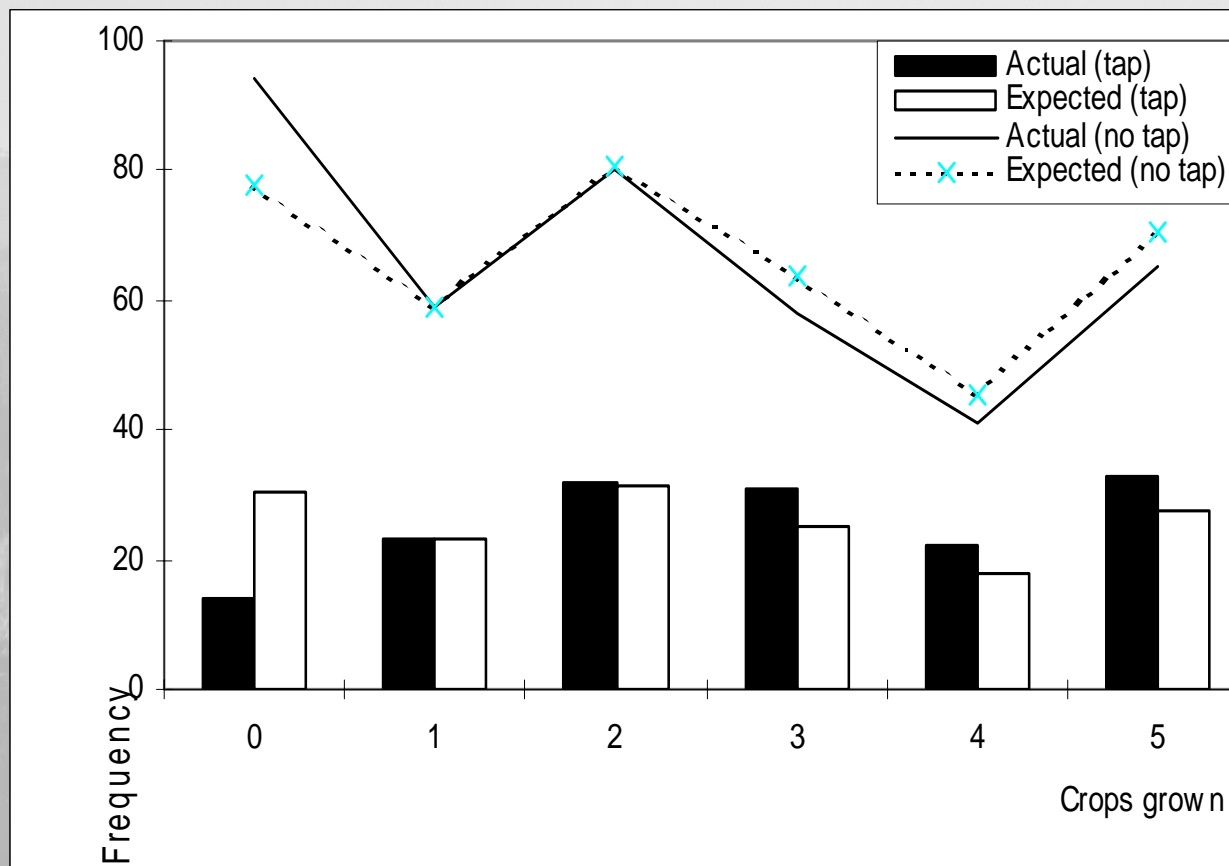 100
80
60
40
20
0
Frequency
0 1 2 3 4 5
Crops grown
Actual (tap)
Expected (tap)
Actual (no tap)
Expected (no tap)